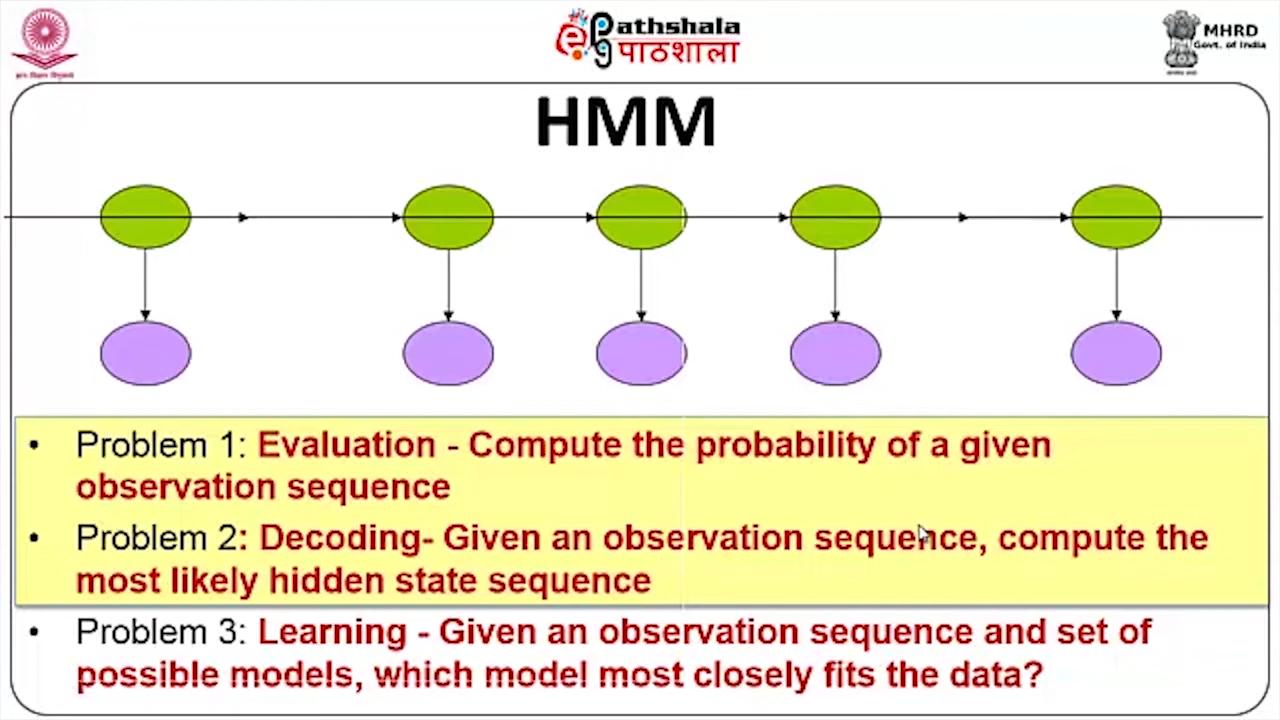 ePathshala
पाठशाला
MHRD
Govt. of India
HMM
• Problem 1: Evaluation - Compute the probability of a given
observation sequence
• Problem 2: Decoding- Given an observation sequence, compute the
most likely hidden state sequence
• Problem 3: Learning - Given an observation sequence and set of
possible models, which model most closely fits the data?